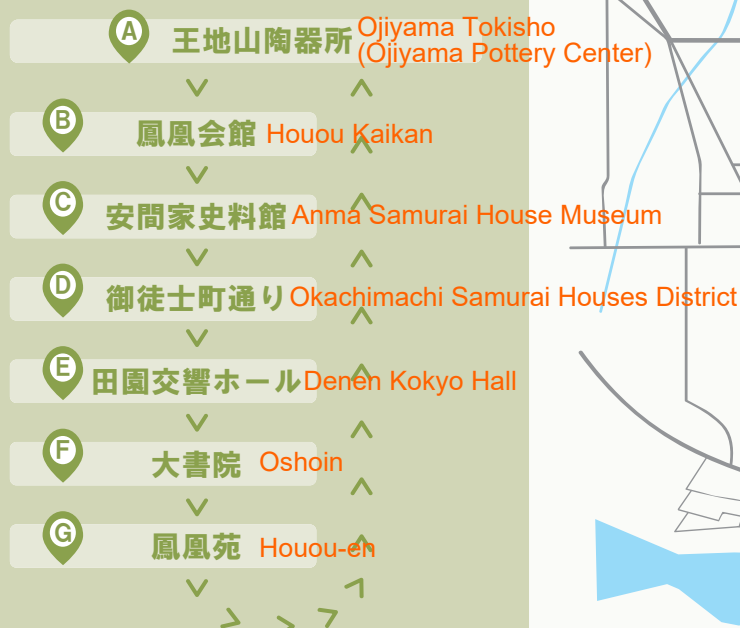 A 王地山陶器所 Ojiyama Tokisho
(Ojiyama Pottery Center)
B 鳳凰会館 Houou Kaikan
C 安間家史料館 Anma Samurai House Museum
D 御徒士町通り Okachimachi Samurai Houses District
E 田園交響ホール Denen Kokyo Hall
F 大書院 Oshoin
G 鳳凰苑 Houou-en